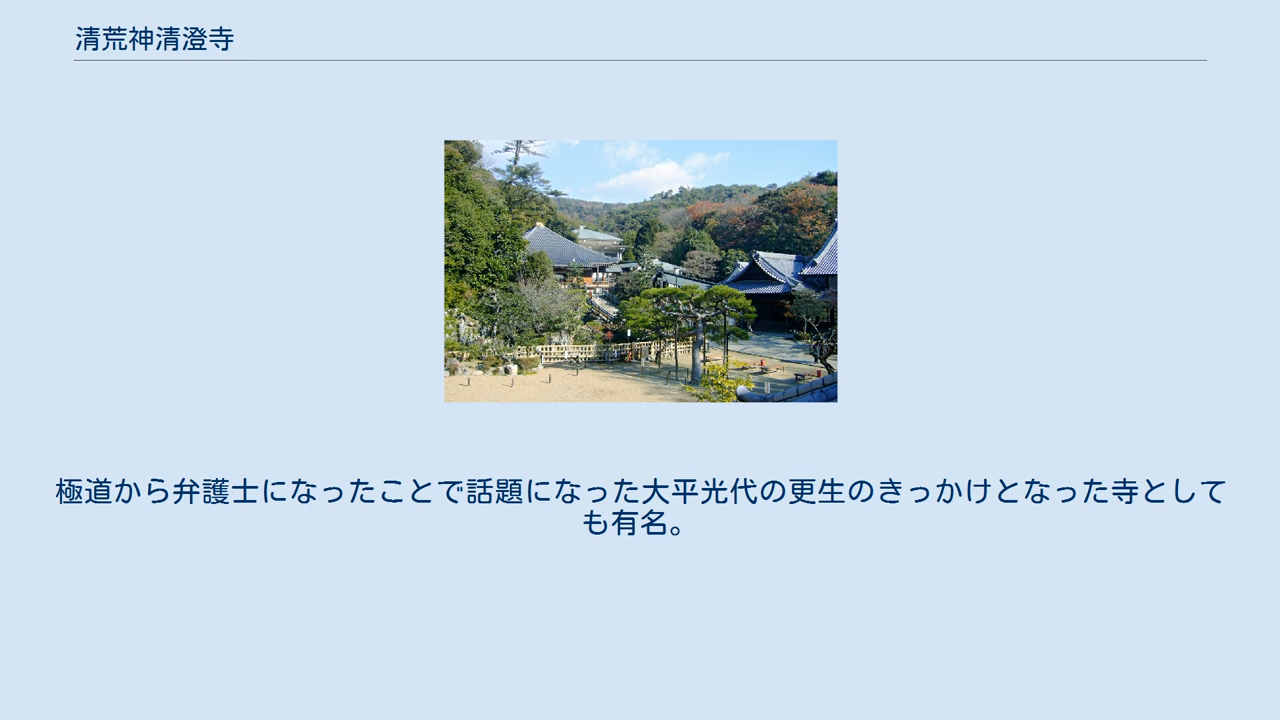 清荒神清澄寺
極道から弁護士になったことで話題になった大平光代の更生のきっかけとなった寺として
も有名。